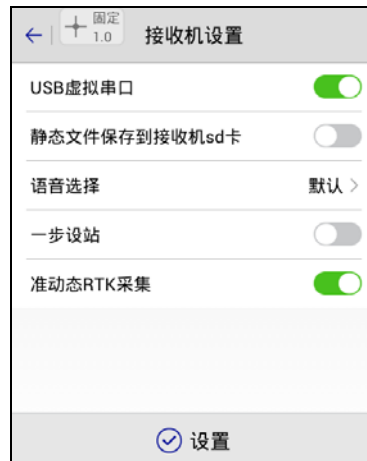 固定
1.0
接收机设置
USB虚拟串口
静态文件保存到接收机sd卡
语音选择 默认 >
一步设站
准动态RTK采集
设置